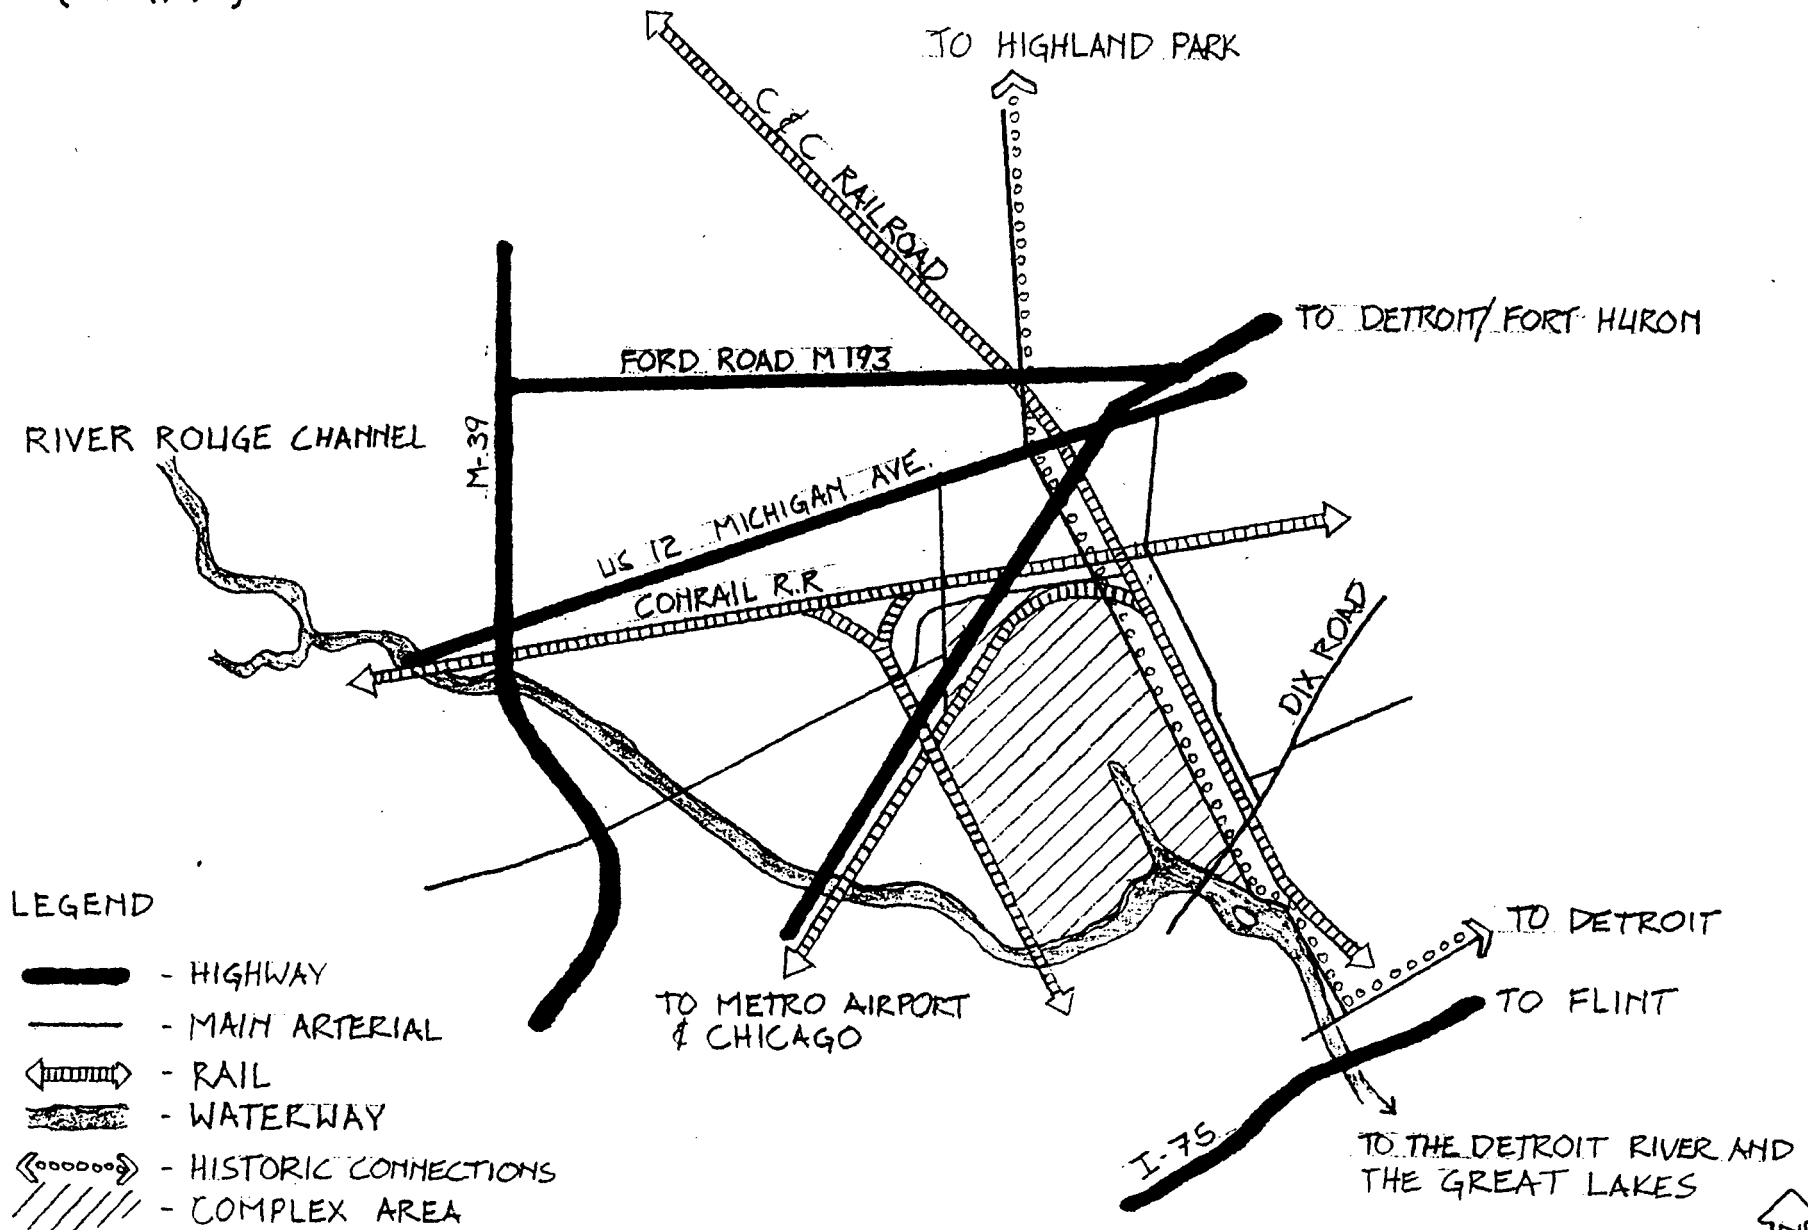 TO HIGHLAND PARK
C & C RAILROAD
TO DETROIT/FORT HURON
FORD ROAD M 193
RIVER ROUGE CHANNEL
M-39
US 12 MICHIGAN AVE.
CONRAIL R.R
DIX ROAD
LEGEND
- HIGHWAY
- MAIN ARTERIAL
- RAIL
- WATERWAY
- HISTORIC CONNECTIONS
- COMPLEX AREA
TO METRO AIRPORT
& CHICAGO
TO DETROIT
TO FLINT
I-75
TO THE DETROIT RIVER AND
THE GREAT LAKES